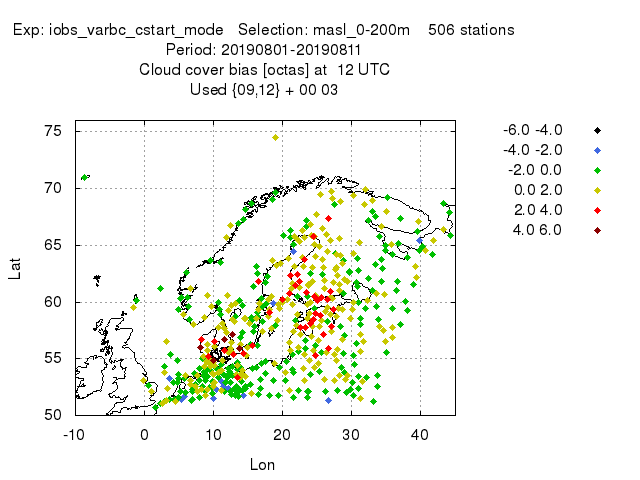 Exp: iobs_varbc_cstart_mode Selection: masl_0-200m 506 stations
Period: 20190801-20190811
Cloud cover bias [octas] at 12 UTC
Used {09,12} + 00 03
-6.0 -4.0
-4.0 -2.0
-2.0 0.0
0.0 2.0
2.0 4.0
4.0 6.0
75
70
65
60
55
50
Lat
-10 0 10 20 30 40
Lon